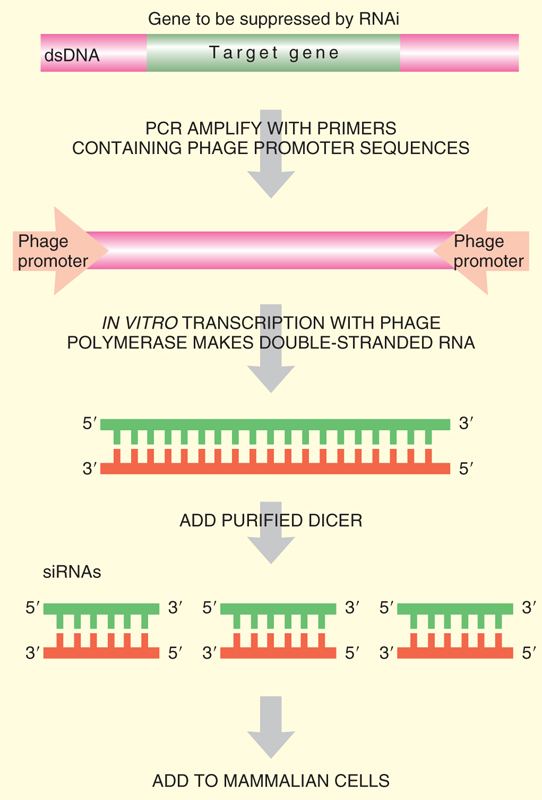 Gene to be suppressed by RNAi
dsDNA
Target gene
PCR AMPLIFY WITH PRIMERS
CONTAINING PHAGE PROMOTER SEQUENCES
Phage
promoter
Phage
promoter
IN VITRO TRANSCRIPTION WITH PHAGE
POLYMERASE MAKES DOUBLE-STRANDED RNA
5′ 3′
3′ 5′
ADD PURIFIED DICER
siRNAs
5′ 3′ 5′ 3′ 5′ 3′
3′ 5′ 3′ 5′ 3′ 5′
ADD TO MAMMALIAN CELLS